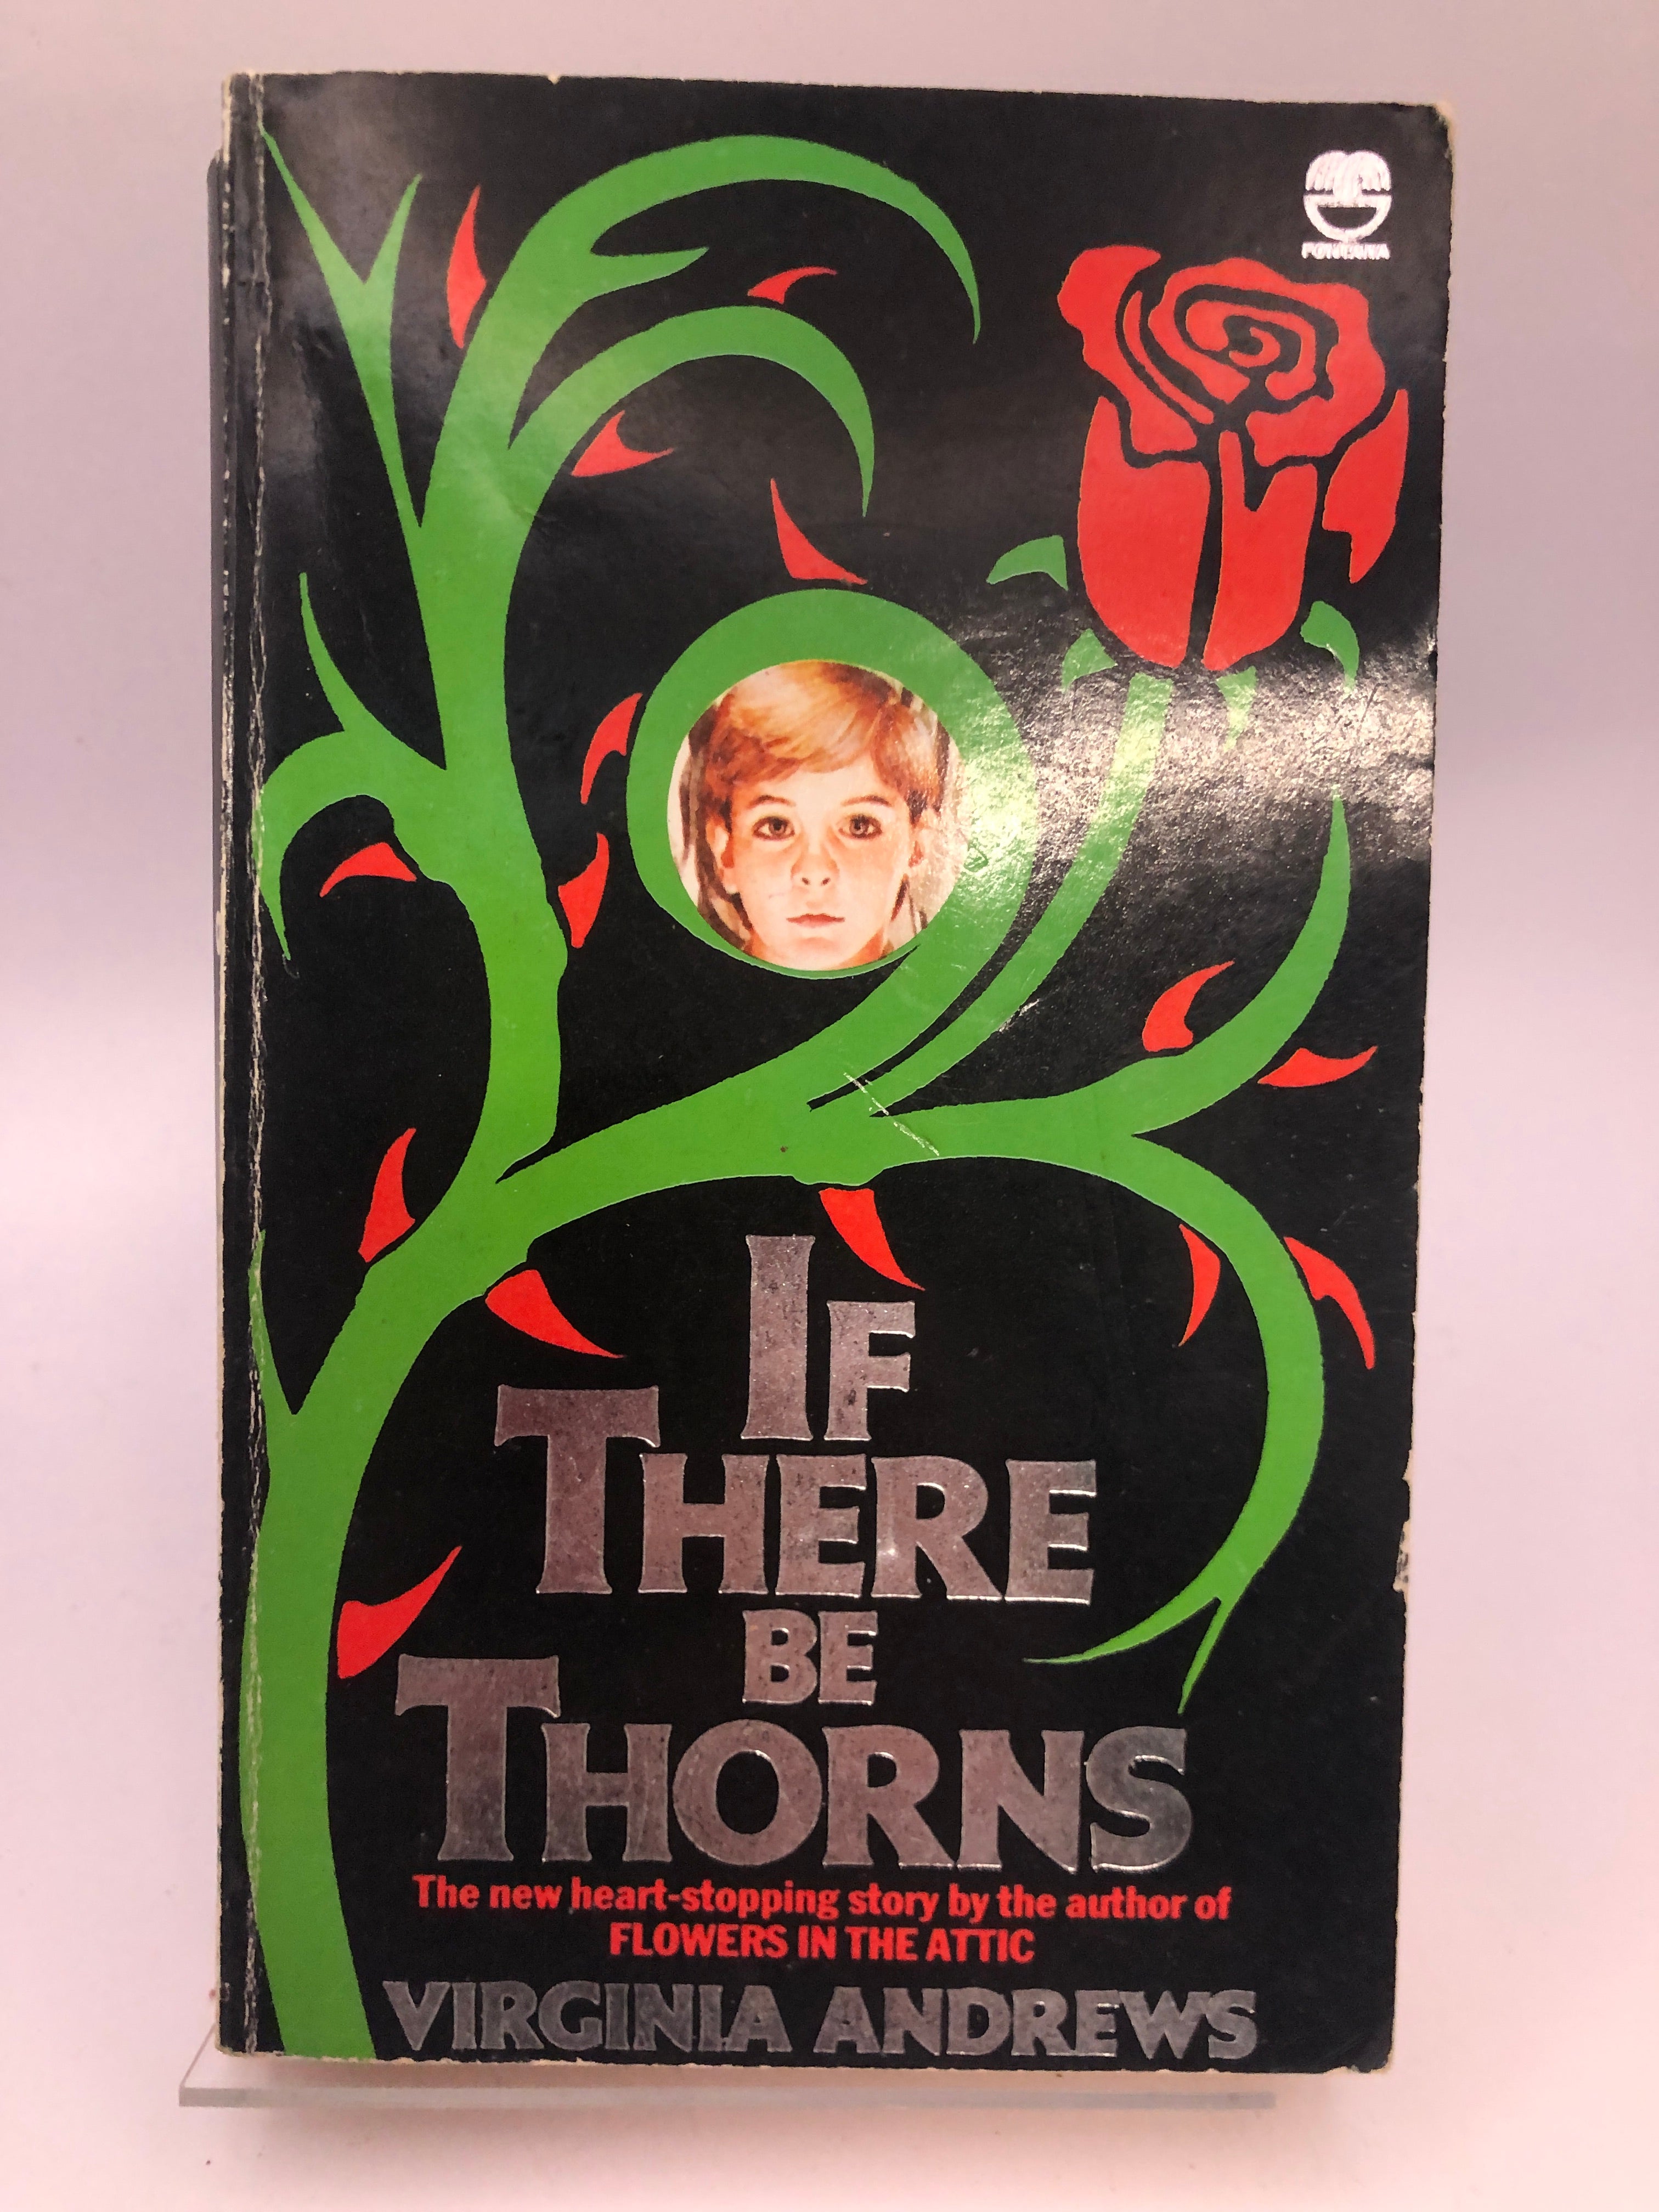 FONTANA
IF
THERE
BE
THORNS
The new heart-stopping story by the author of
FLOWERS IN THE ATTIC
VIRGINIA ANDREWS